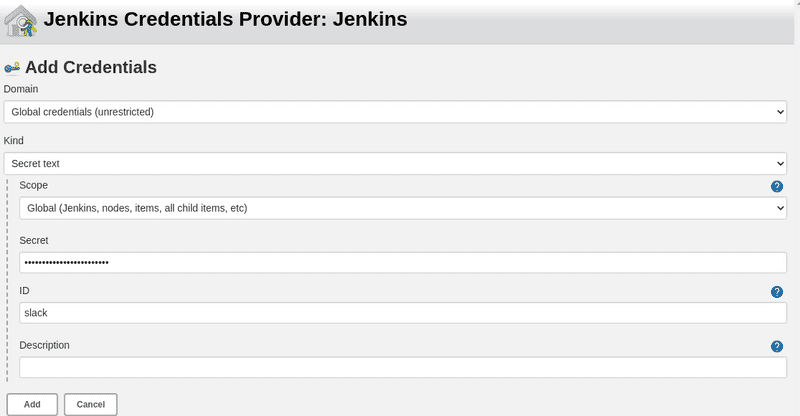 Jenkins Credentials Provider: Jenkins
Add Credentials
Domain
Global credentials (unrestricted)
Kind
Secret text
Scope
?
Global (Jenkins, nodes, items, all child items, etc)
Secret
••••••••••••••••••••••••
ID
?
slack
Description
?
Add
Cancel